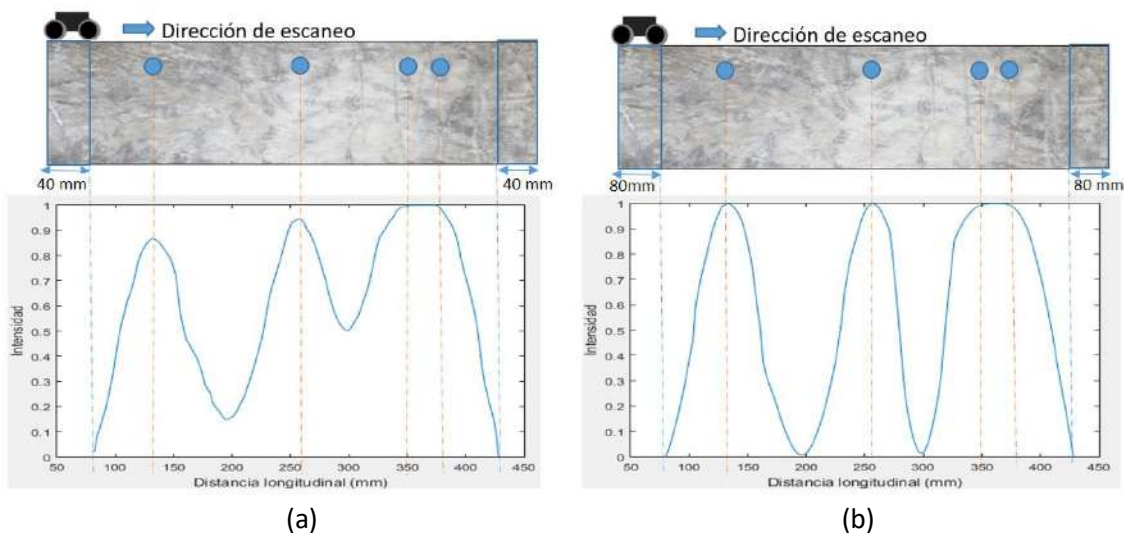 Dirección de escaneo
40 mm
40 mm
1
0.9
0.8
0.7
0.6
0.5
0.4
0.3
0.2
0.1
0
Intensidad
50 100 150 200 250 300 350 400 450
Distancia longitudinal (mm)
(a)
Dirección de escaneo
80mm
80 mm
1
0.9
0.8
0.7
0.6
0.5
0.4
0.3
0.2
0.1
0
Intensidad
50 100 150 200 250 300 350 400 450
Distancia longitudinal (mm)
(b)